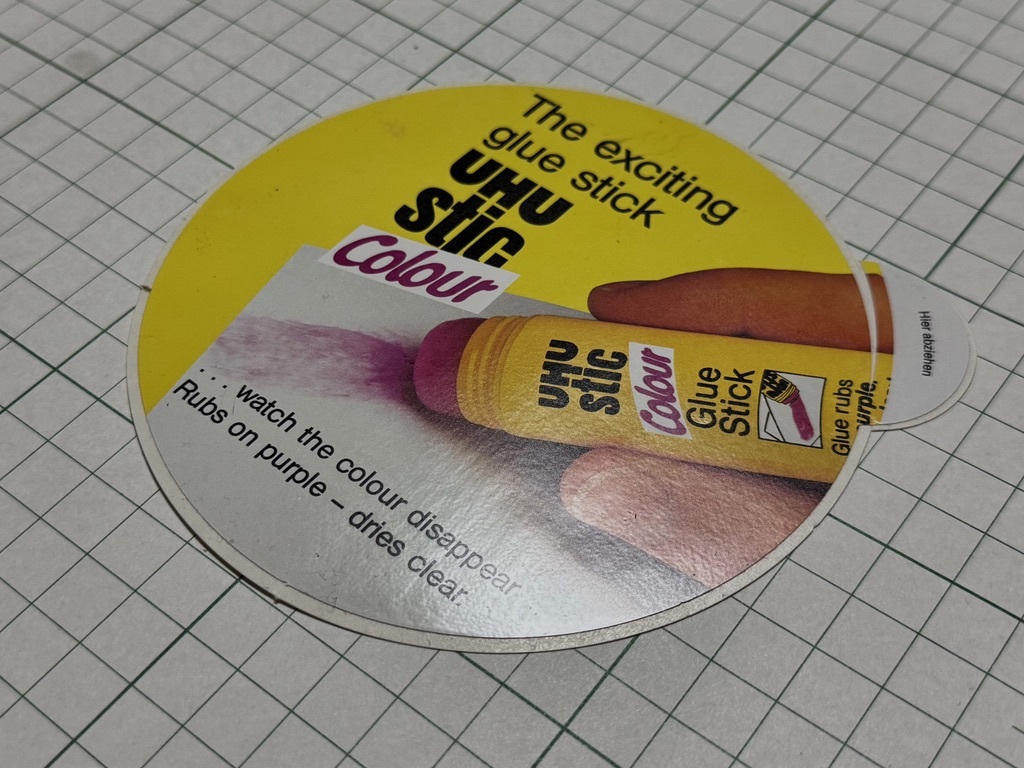 The exciting
glue stick
UHU
stic
Colour
UHU
stic
Colour
Glue
Stick
Glue rubs
purple,
Hier abziehen
. . . watch the colour disappear
Rubs on purple – dries clear.